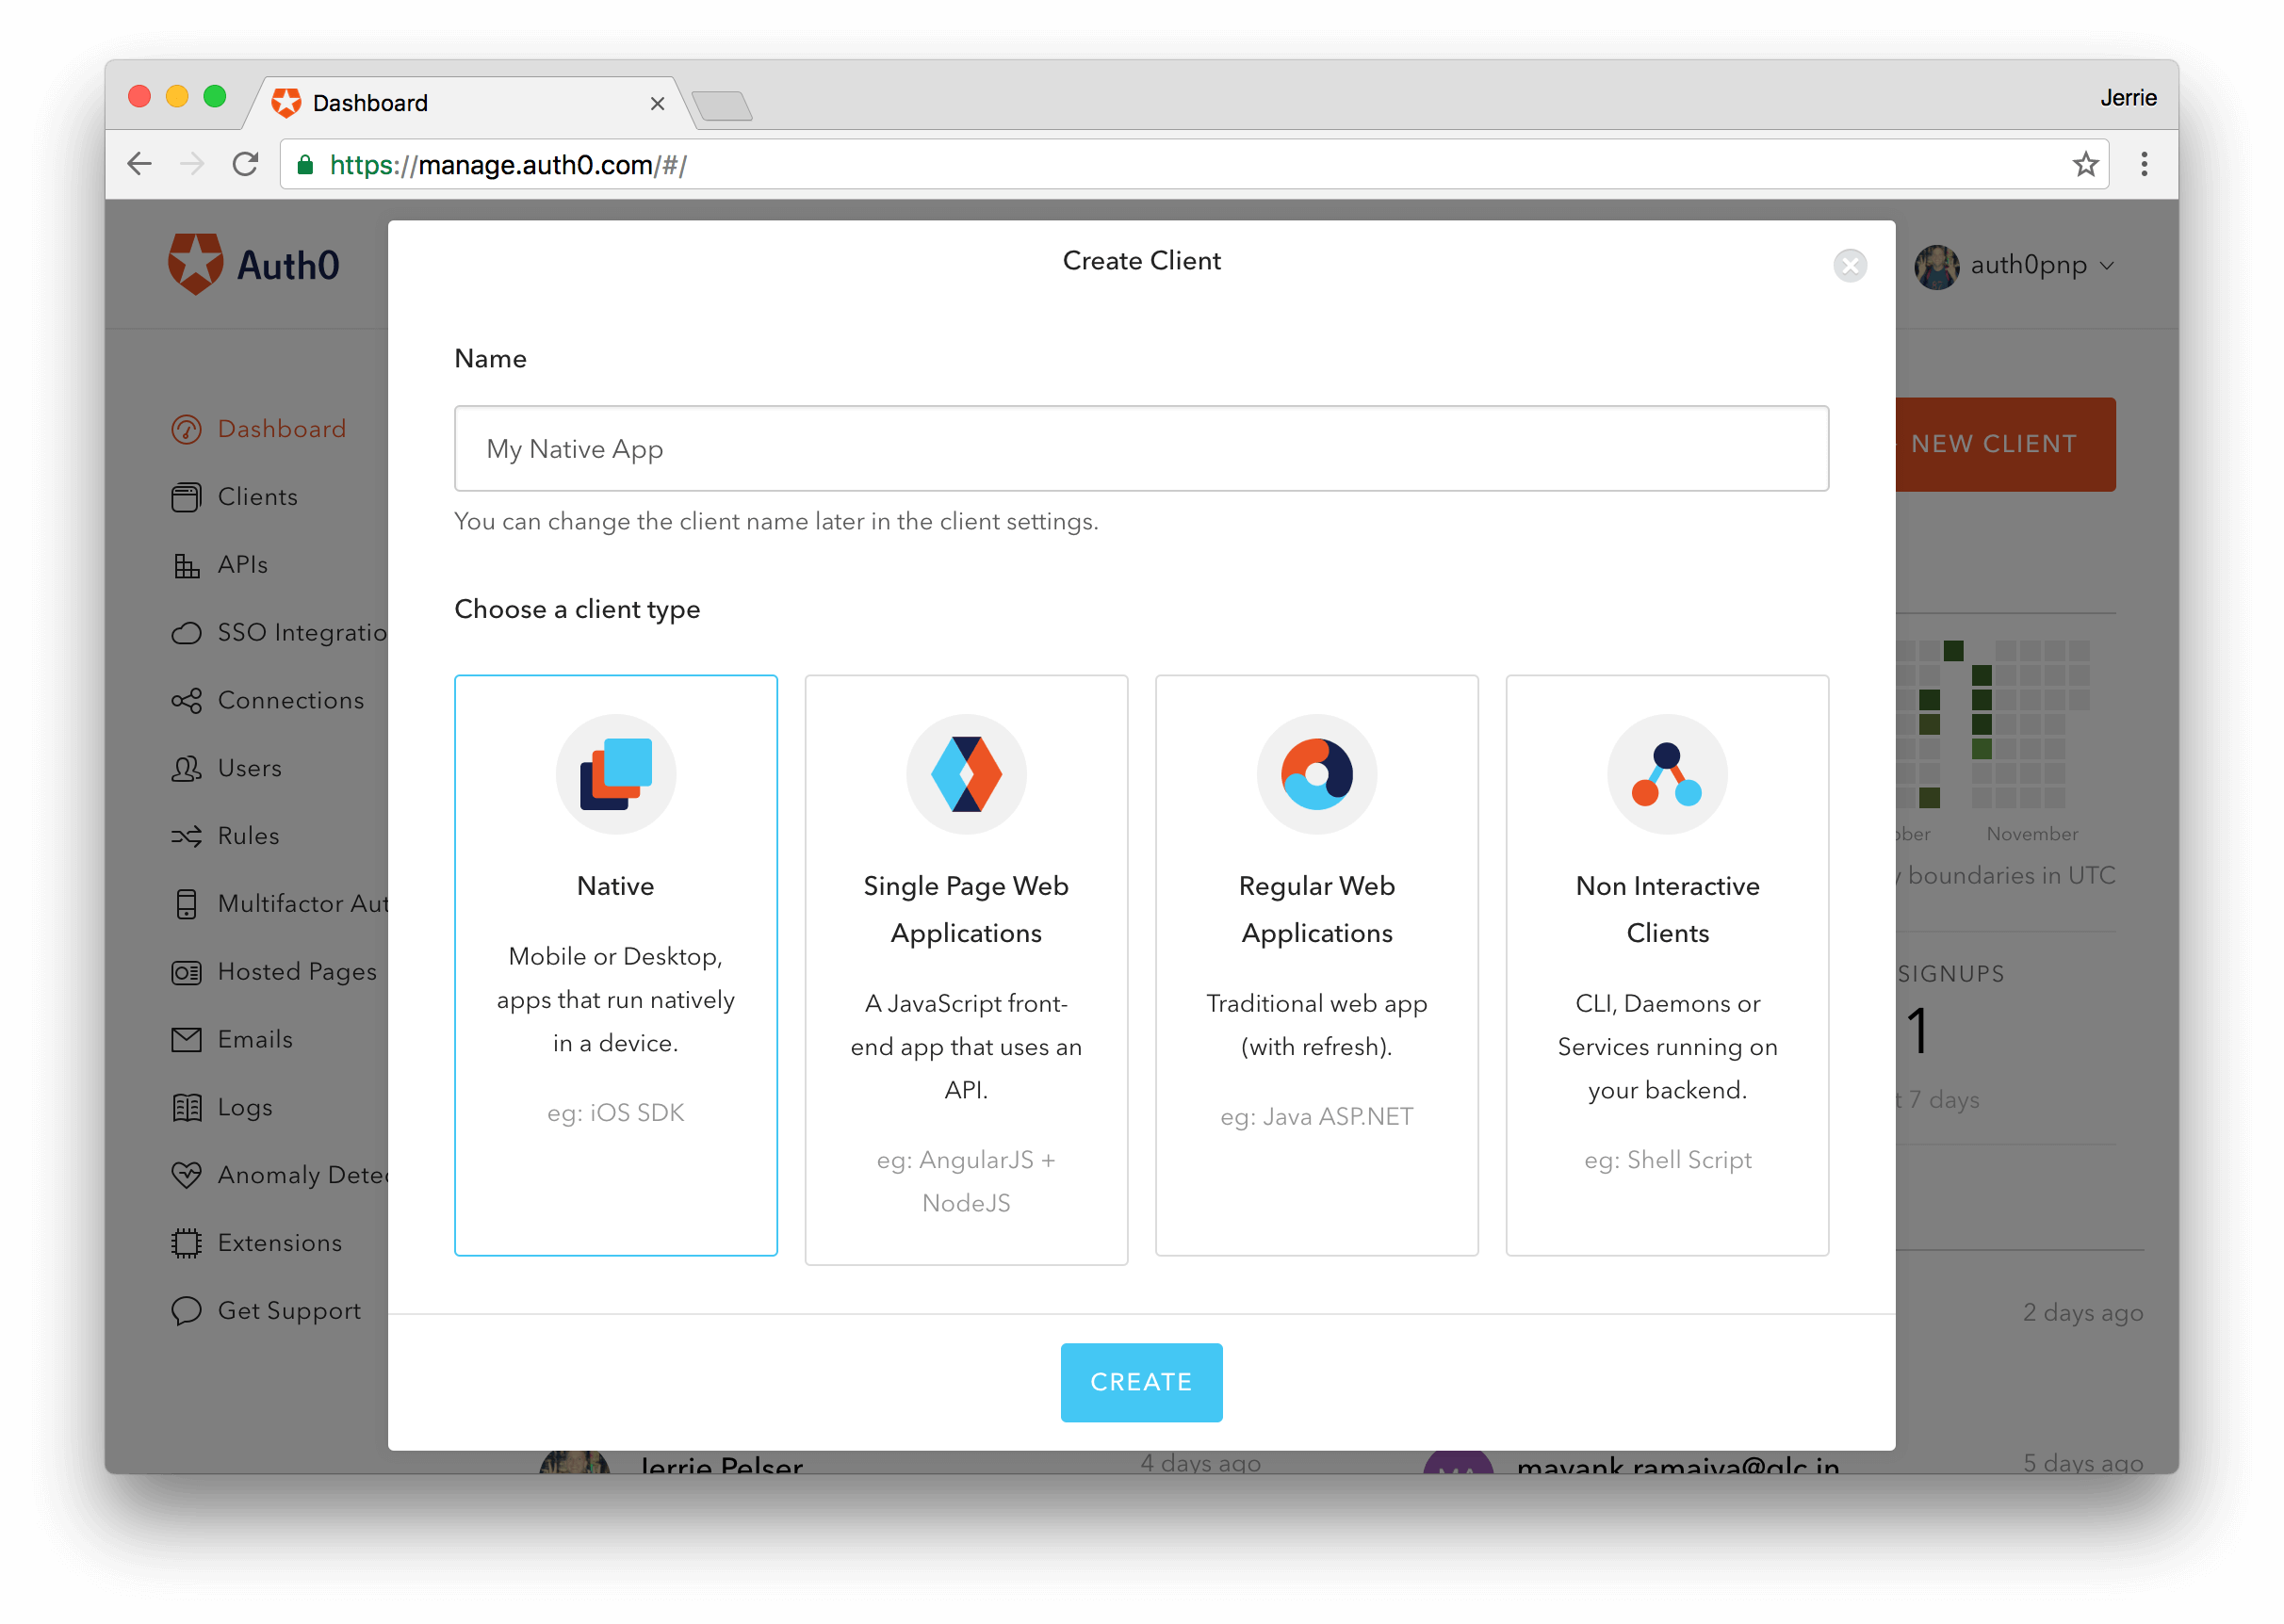 Dashboard
Jerrie
https://manage.auth0.com/#/
Auth0
Create Client
auth0pnp
Name
My Native App
You can change the client name later in the client settings.
Choose a client type
Dashboard
Clients
APIs
SSO Integratio
Connections
Users
Rules
Multifactor Aut
Hosted Pages
Emails
Logs
Anomaly Detec
Extensions
Get Support
Native
Mobile or Desktop,
apps that run natively
in a device.
eg: iOS SDK
Single Page Web
Applications
A JavaScript front-
end app that uses an
API.
eg: AngularJS +
NodeJS
Regular Web
Applications
Traditional web app
(with refresh).
eg: Java ASP.NET
Non Interactive
Clients
CLI, Daemons or
Services running on
your backend.
eg: Shell Script
CREATE
NEW CLIENT
November
boundaries in UTC
SIGNUPS
1
7 days
2 days ago
Jerrie Pelser
4 days ago
mayank.ramaiya@glc.in
5 days ago